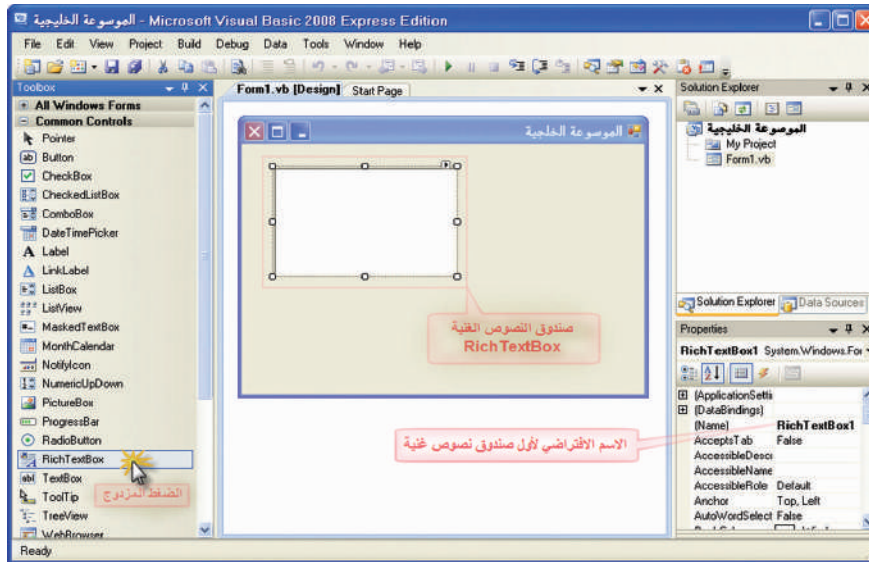 الموسوعة الخليجية - Microsoft Visual Basic 2008 Express Edition
File Edit View Project Build Debug Data Tools Window Help
Toolbox
All Windows Forms
Common Controls
Pointer
Button
CheckBox
CheckedListBox
ComboBox
DateTimePicker
Label
LinkLabel
ListBox
ListView
MaskedTextBox
MonthCalendar
NotifyIcon
NumericUpDown
PictureBox
ProgressBar
RadioButton
RichTextBox
TextBox
ToolTip
TreeView
WebBrowser
الضغط المزدوج
Form1.vb [Design] Start Page
الموسوعة الخلجية
صندوق النصوص الغنية
RichTextBox
الاسم الافتراضي لأول صندوق نصوص غنية
Solution Explorer
الموسوعة الخليجية
My Project
Form1.vb
Solution Explorer Data Sources
Properties
RichTextBox1 System.Windows.For
(ApplicationSetti
(DataBindings)
(Name) RichTextBox1
AcceptsTab False
AccessibleDescri
AccessibleName
AccessibleRole Default
Anchor Top, Left
AutoWordSelect False
Ready